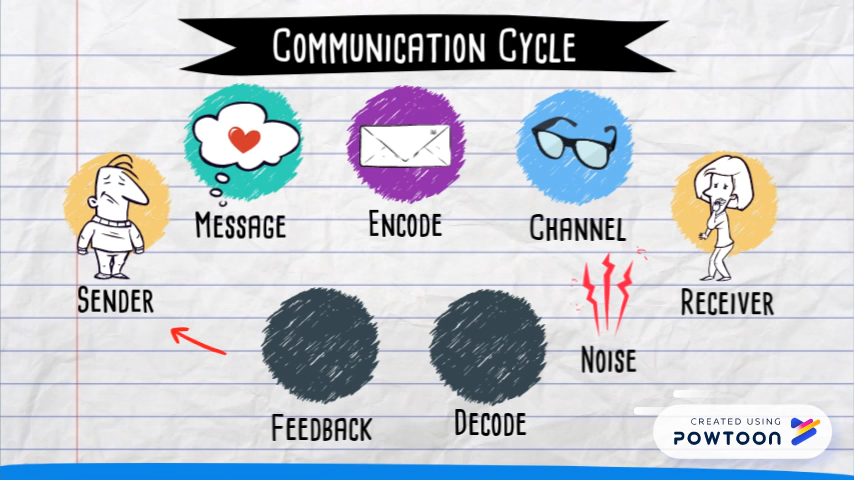 COMMUNICATION CYCLE
MESSAGE
ENCODE
CHANNEL
SENDER
RECEIVER
NOISE
FEEDBACK
DECODE
CREATED USING
POWTOON